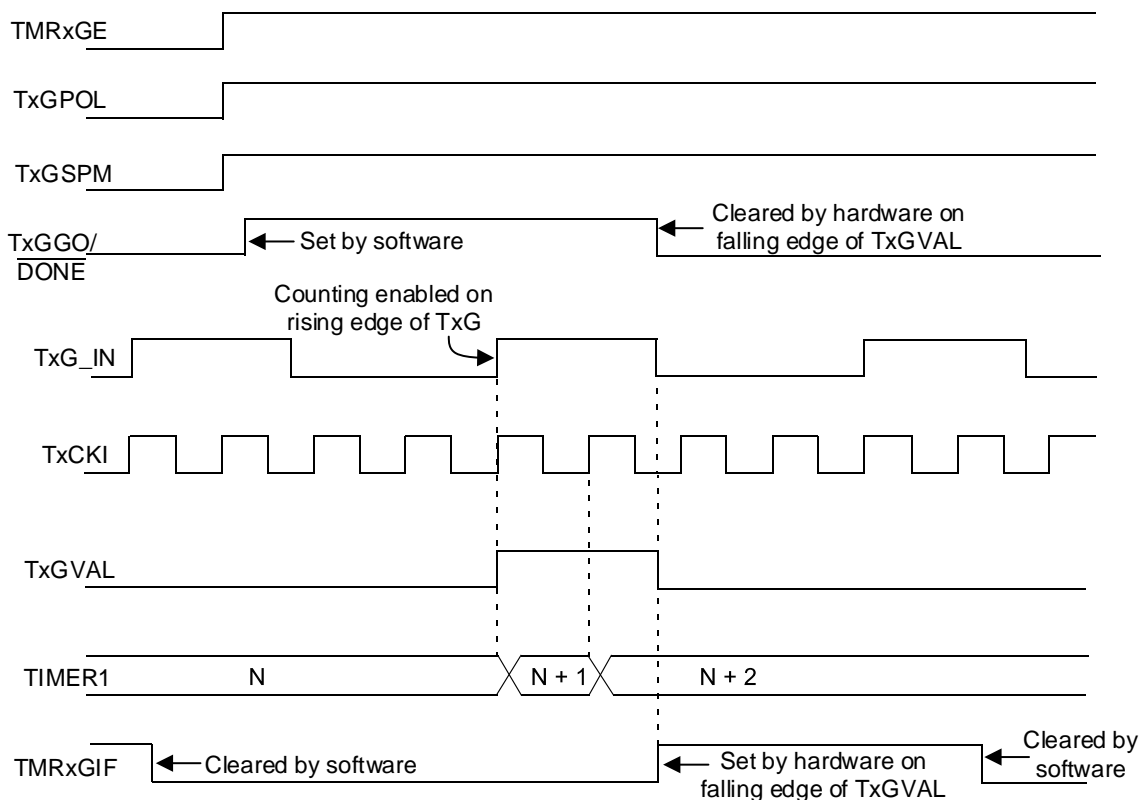 TMRxGE
TxGPOL
TxGSPM
TxGGO/
DONE
Set by software
Cleared by hardware on
falling edge of TxGVAL
Counting enabled on
rising edge of TxG
TxG_IN
TxCKI
TxGVAL
TIMER1
N
N + 1
N + 2
TMRxGIF
Cleared by software
Set by hardware on
falling edge of TxGVAL
Cleared by
software